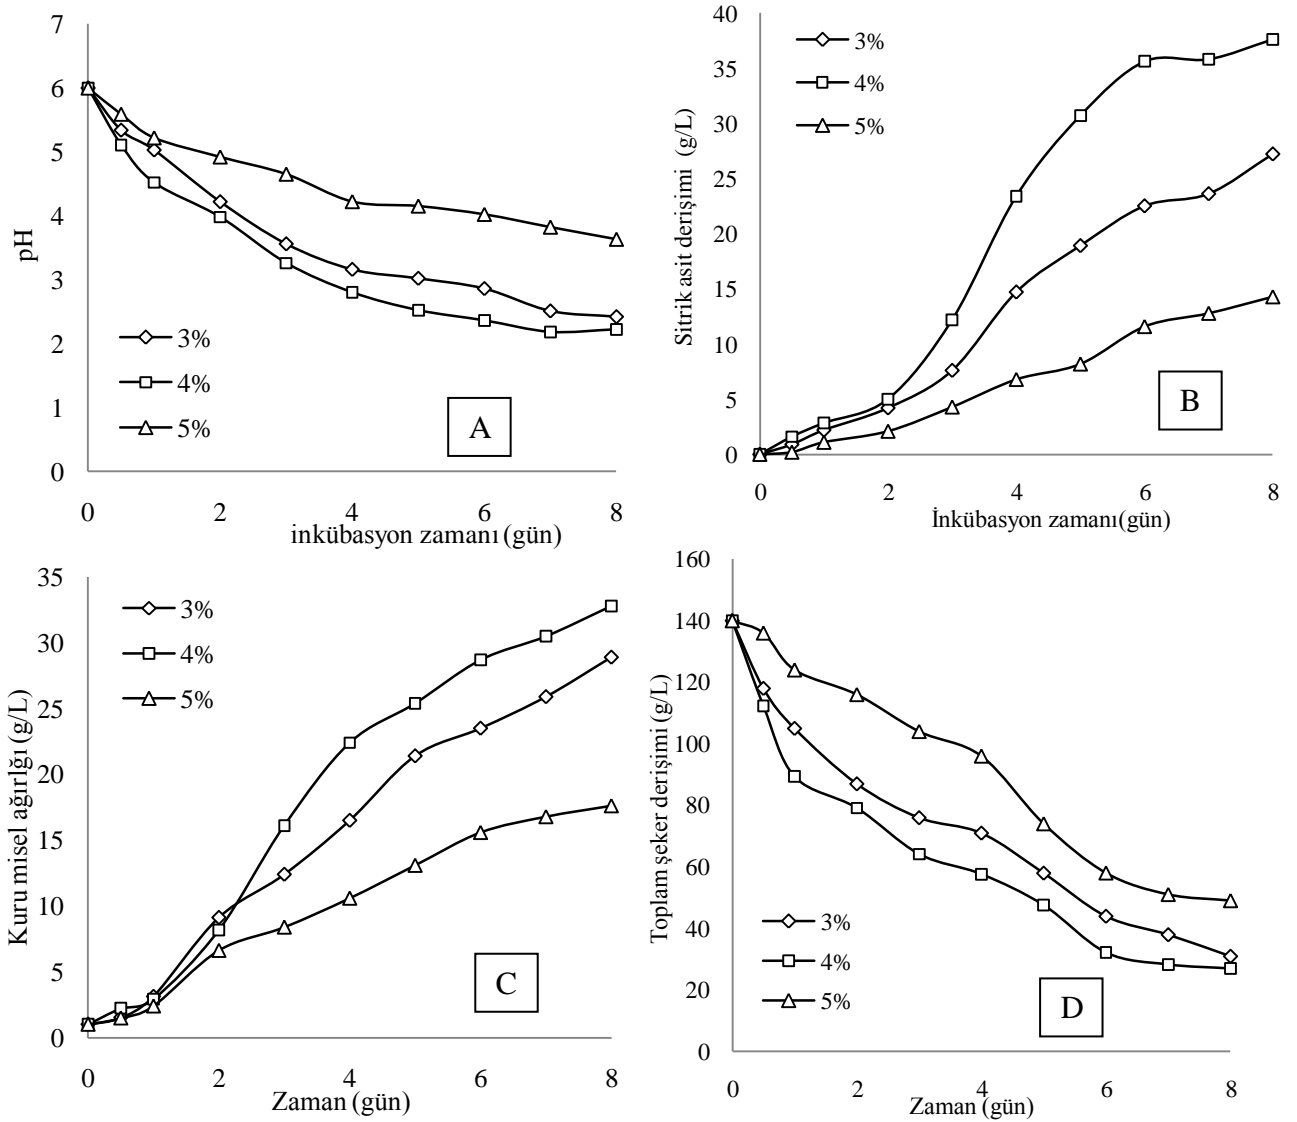 7
6
5
4
3
2
1
0
pH
3%
4%
5%
A
0 2 4 6 8
inkübasyon zamanı (gün)
40
35
30
25
20
15
10
5
0
Sitrik asit derişimi (g/L)
3%
4%
5%
B
0 2 4 6 8
İnkübasyon zamanı(gün)
35
30
25
20
15
10
5
0
Kuru misel ağırlğı (g/L)
3%
4%
5%
C
0 2 4 6 8
Zaman (gün)
160
140
120
100
80
60
40
20
0
Toplam şeker derişimi (g/L)
3%
4%
5%
D
0 2 4 6 8
Zaman (gün)